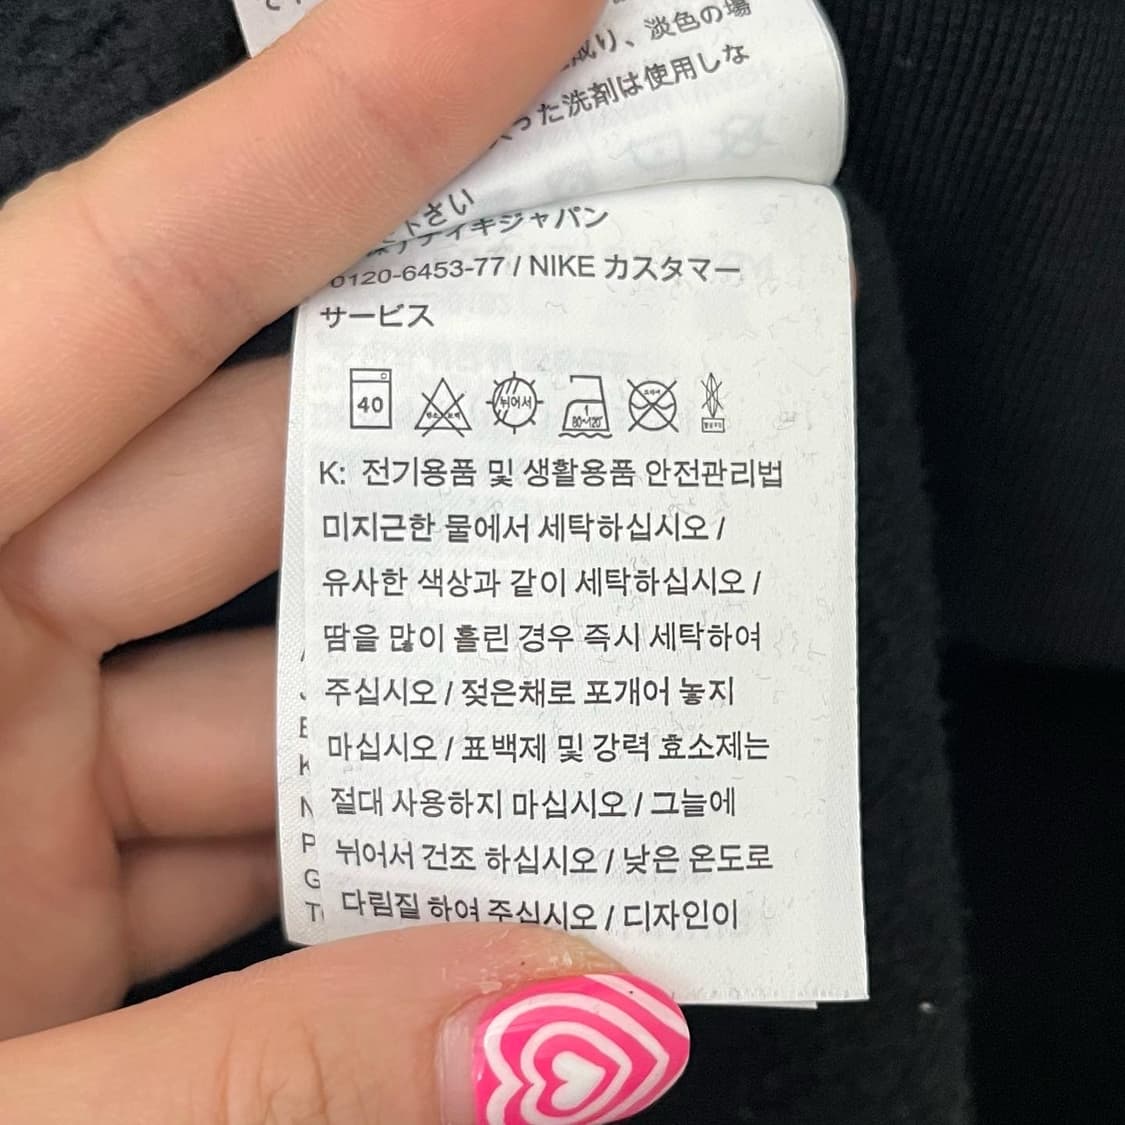 り、淡色の場
った洗剤は使用しな
下さい
ナイキジャパン
0120-6453-77 / NIKE カスタマー
サービス
40
뉘어서
1
80~120
K: 전기용품 및 생활용품 안전관리법
미지근한 물에서 세탁하십시오 /
유사한 색상과 같이 세탁하십시오 /
땀을 많이 흘린 경우 즉시 세탁하여
주십시오 / 젖은채로 포개어 놓지
마십시오 / 표백제 및 강력 효소제는
절대 사용하지 마십시오 / 그늘에
뉘어서 건조 하십시오 / 낮은 온도로
다림질 하여 주십시오 / 디자인이